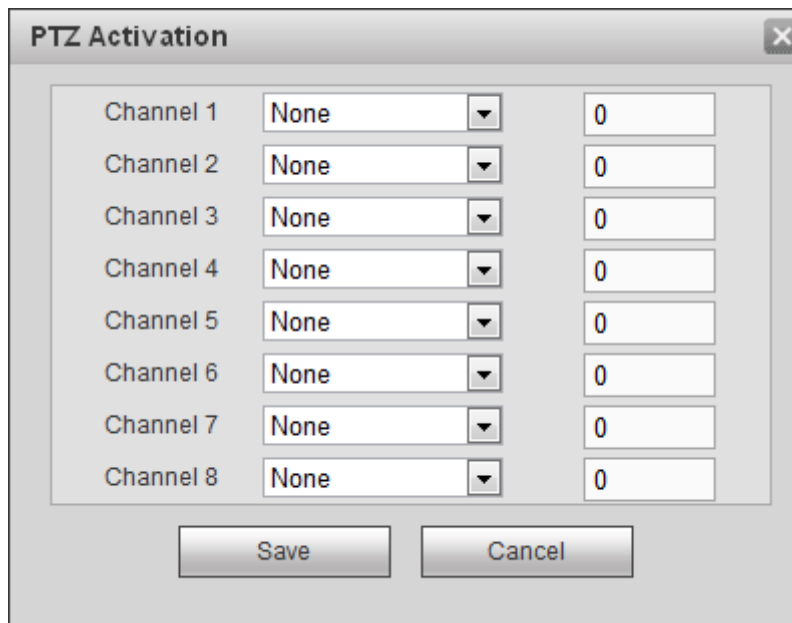 PTZ Activation
Channel 1 None 0
Channel 2 None 0
Channel 3 None 0
Channel 4 None 0
Channel 5 None 0
Channel 6 None 0
Channel 7 None 0
Channel 8 None 0
Save Cancel